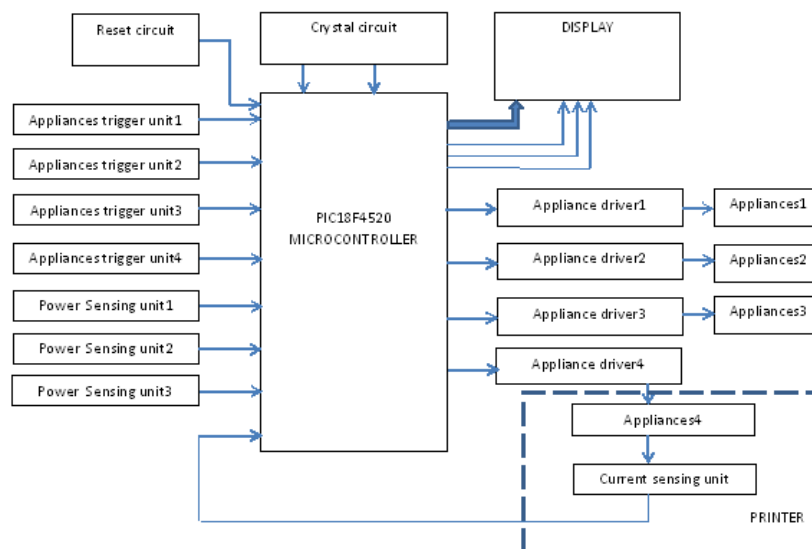 Reset circuit
Crystal circuit
DISPLAY
Appliances trigger unit1
Appliances trigger unit2
Appliances trigger unit3
Appliances trigger unit4
Power Sensing unit1
Power Sensing unit2
Power Sensing unit3
PIC18F4520
MICROCONTROLLER
Appliance driver1
Appliances1
Appliance driver2
Appliances2
Appliance driver3
Appliances3
Appliance driver4
Appliances4
Current sensing unit
PRINTER